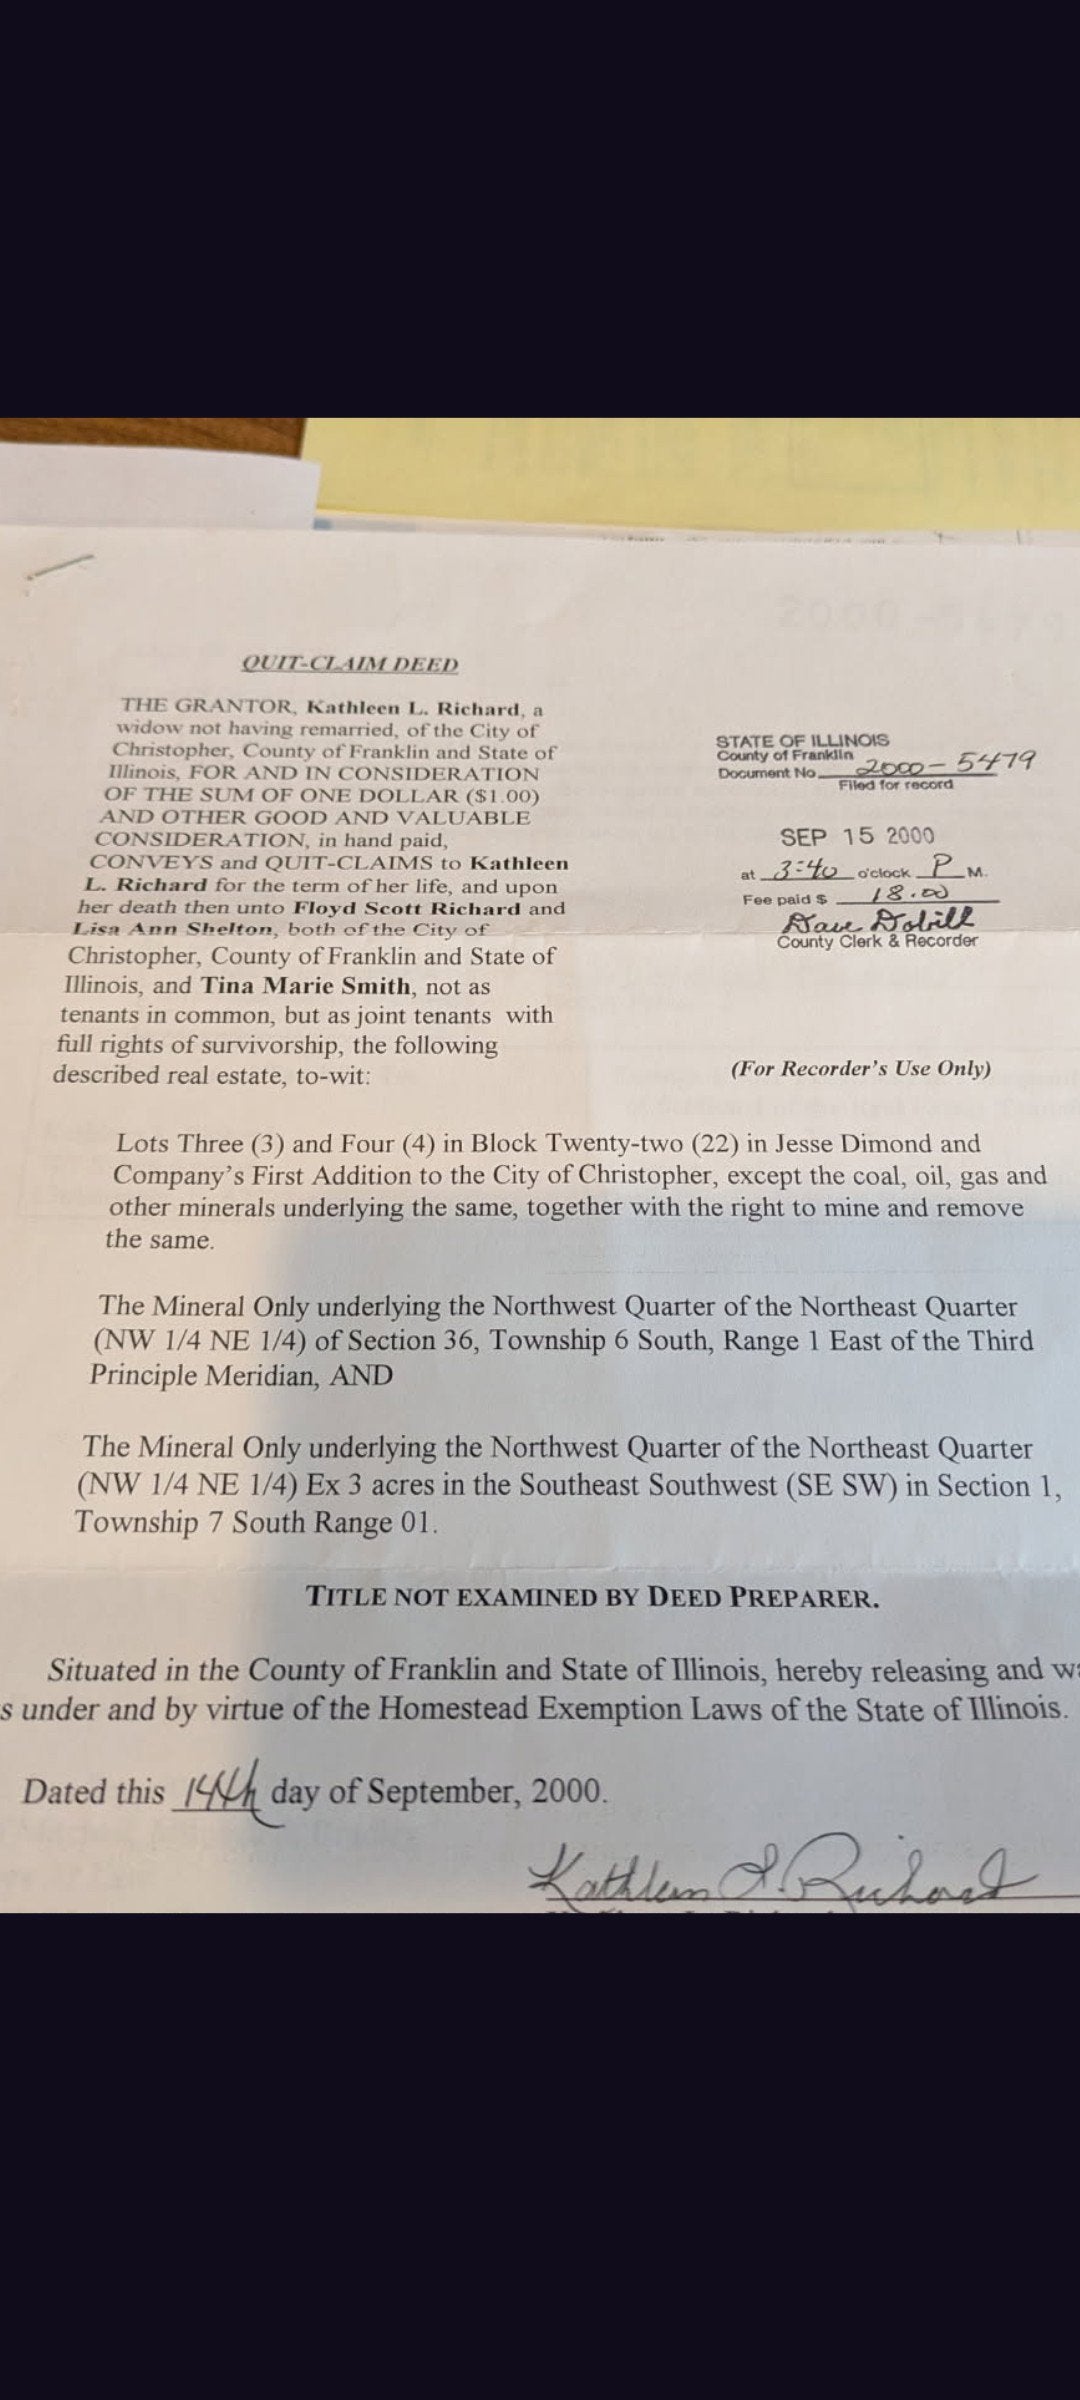 QUIT-CLAIM DEED
THE GRANTOR, Kathleen L. Richard, a
widow not having remarried, of the City of
Christopher, County of Franklin and State of
Illinois, FOR AND IN CONSIDERATION
OF THE SUM OF ONE DOLLAR ($1.00)
AND OTHER GOOD AND VALUABLE
CONSIDERATION, in hand paid,
CONVEYS and QUIT-CLAIMS to Kathleen
L. Richard for the term of her life, and upon
her death then unto Floyd Scott Richard and
Lisa Ann Shelton, both of the City of
Christopher, County of Franklin and State of
Illinois, and Tina Marie Smith, not as
tenants in common, but as joint tenants with
full rights of survivorship, the following
described real estate, to-wit:
STATE OF ILLINOIS
County of Franklin
Document No. 2000-5479
Filed for record
SEP 15 2000
at 3:40 o'clock P M.
Fee paid $ 18.00
Dave Dobill
County Clerk & Recorder
(For Recorder's Use Only)
Lots Three (3) and Four (4) in Block Twenty-two (22) in Jesse Dimond and
Company's First Addition to the City of Christopher, except the coal, oil, gas and
other minerals underlying the same, together with the right to mine and remove
the same.
The Mineral Only underlying the Northwest Quarter of the Northeast Quarter
(NW 1/4 NE 1/4) of Section 36, Township 6 South, Range 1 East of the Third
Principle Meridian, AND
The Mineral Only underlying the Northwest Quarter of the Northeast Quarter
(NW 1/4 NE 1/4) Ex 3 acres in the Southeast Southwest (SE SW) in Section 1,
Township 7 South Range 01.
TITLE NOT EXAMINED BY DEED PREPARER.
Situated in the County of Franklin and State of Illinois, hereby releasing and wa
s under and by virtue of the Homestead Exemption Laws of the State of Illinois.
Dated this 14th day of September, 2000.
Kathleen L. Richard